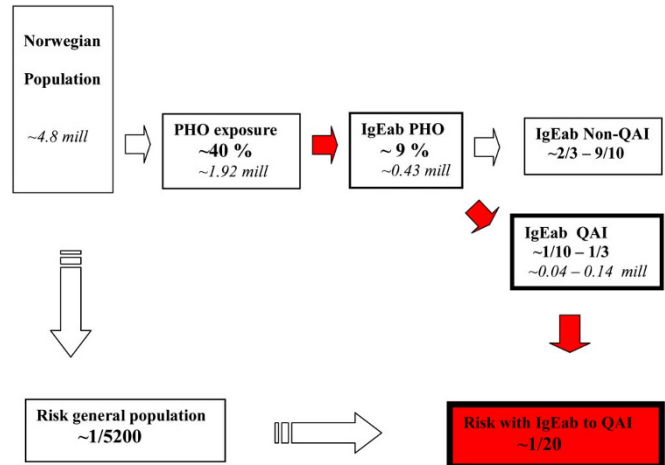 Norwegian
Population
~4.8 mill
PHO exposure
~40 %
~1.92 mill
IgEab PHO
~ 9 %
~0.43 mill
IgEab Non-QAI
~2/3 – 9/10
IgEab  QAI
~1/10 – 1/3
~0.04 – 0.14  mill
Risk general population
~1/5200
Risk with IgEab to QAI
~1/20